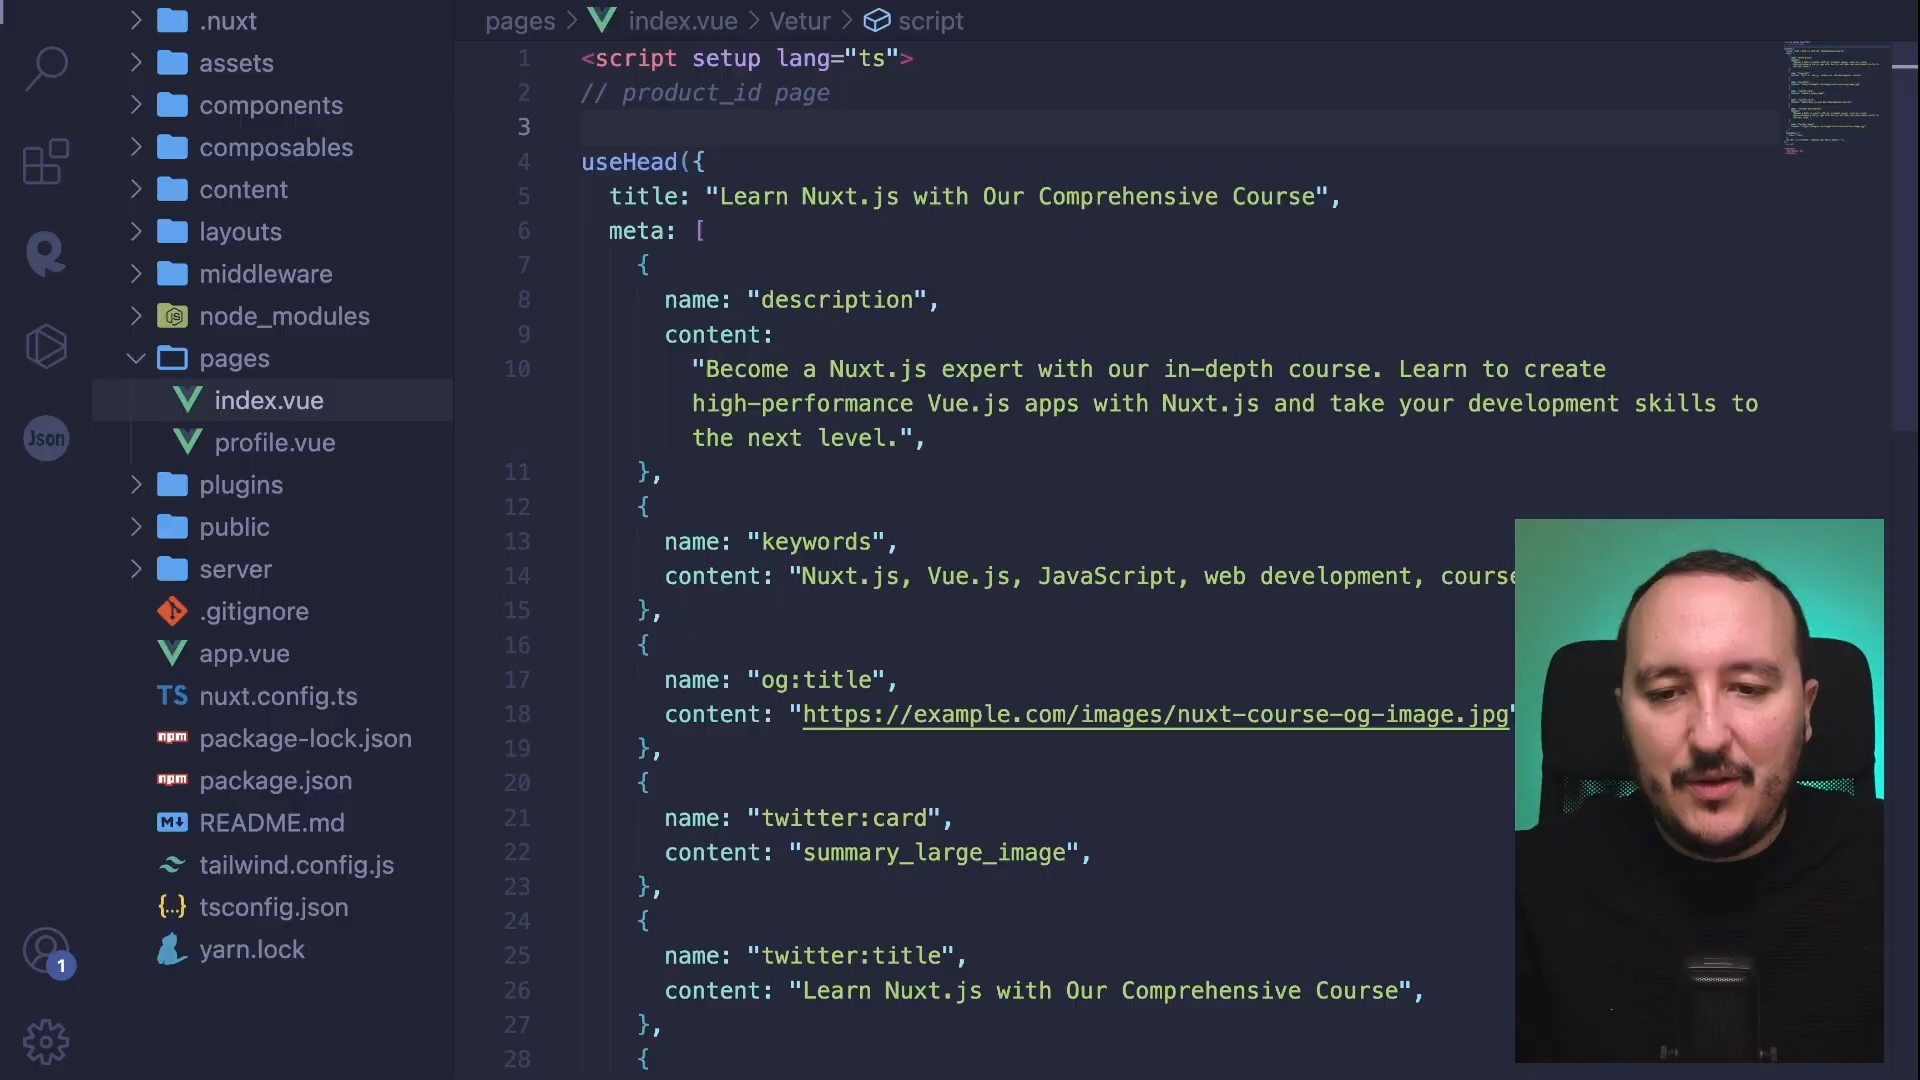 .nuxt
assets
components
composables
content
layouts
middleware
node_modules
pages
index.vue
profile.vue
plugins
public
server
.gitignore
app.vue
TS nuxt.config.ts
npm package-lock.json
npm package.json
M↓ README.md
tailwind.config.js
{..} tsconfig.json
yarn.lock
Json
1
pages > index.vue > Vetur > script
1 <script setup lang="ts">
2 // product_id page
3
4 useHead({
5 title: "Learn Nuxt.js with Our Comprehensive Course",
6 meta: [
7 {
8 name: "description",
9 content:
10 "Become a Nuxt.js expert with our in-depth course. Learn to create
high-performance Vue.js apps with Nuxt.js and take your development skills to
the next level.",
11 },
12 {
13 name: "keywords",
14 content: "Nuxt.js, Vue.js, JavaScript, web development, course
15 },
16 {
17 name: "og:title",
18 content: "https://example.com/images/nuxt-course-og-image.jpg"
19 },
20 {
21 name: "twitter:card",
22 content: "summary_large_image",
23 },
24 {
25 name: "twitter:title",
26 content: "Learn Nuxt.js with Our Comprehensive Course",
27 },
28 {